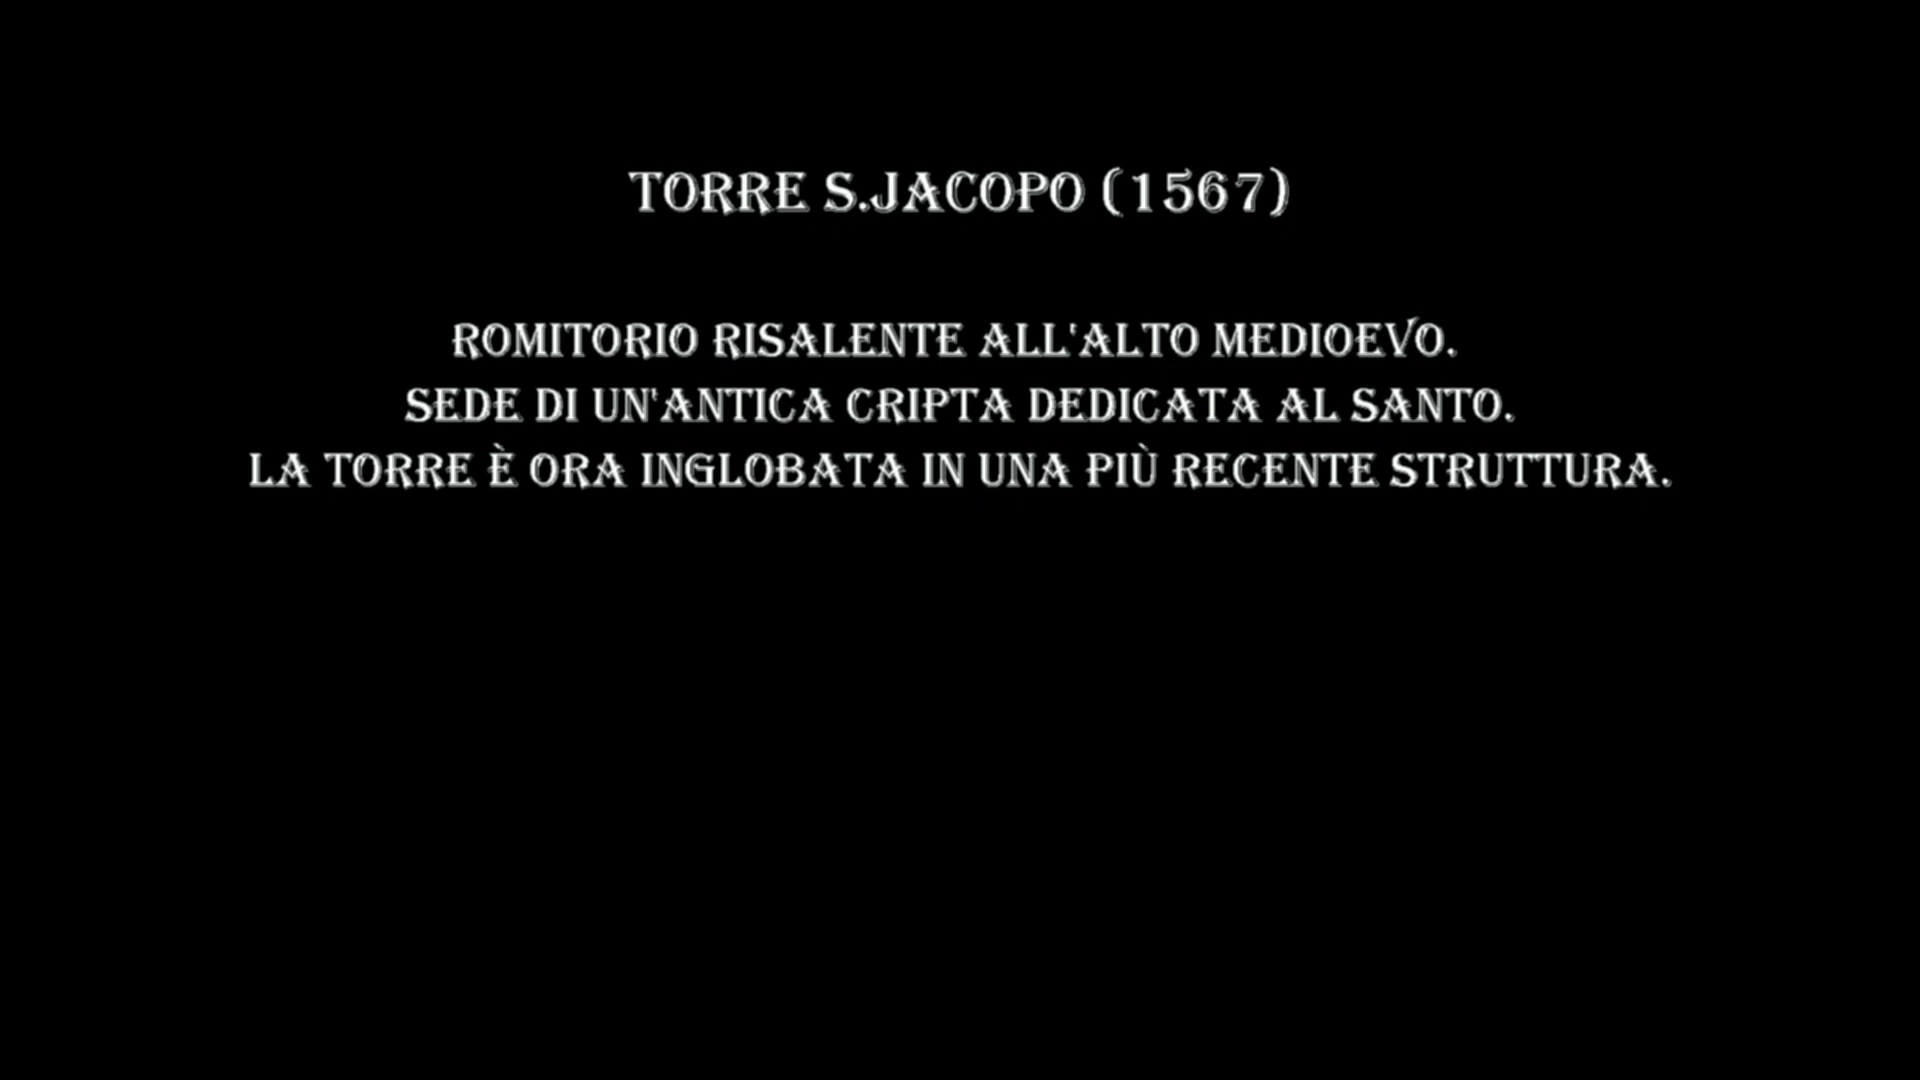 TORRE S.JACOPO (1567)
ROMITORIO RISALENTE ALL'ALTO MEDIOEVO.
SEDE DI UN'ANTICA CRIPTA DEDICATA AL SANTO.
LA TORRE È ORA INGLOBATA IN UNA PIÙ RECENTE STRUTTURA.